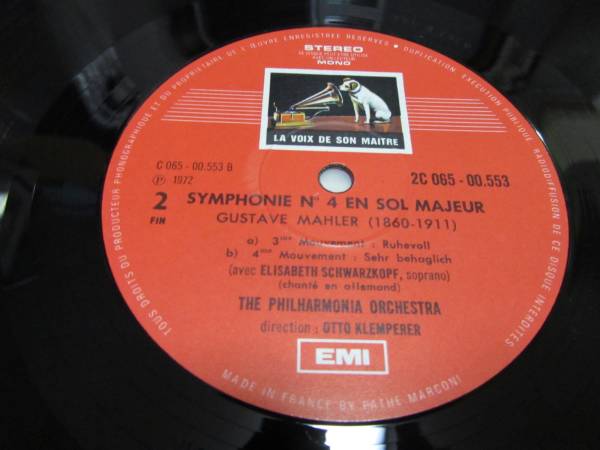 TOUS DROITS DU PRODUCTEUR PHONOGRAPHIQUE ET DU PROPRIETAIRE DE L'ŒUVRE ENREGISTREE RESERVES • DUPLICATION EXECUTION PUBLIQUE RADIODIFFUSION DE CE DISQUE INTERDITES
STEREO
MONO
LA VOIX DE SON MAITRE
C 065 - 00.553 B
℗ 1972
2C 065 - 00.553
2
FIN
SYMPHONIE N° 4 EN SOL MAJEUR
GUSTAVE MAHLER (1860-1911)
a) 3ème Mouvement : Ruhevoll
b) 4ème Mouvement : Sehr behaglich
(avec ELISABETH SCHWARZKOPF, soprano)
(chanté en allemand)
THE PHILHARMONIA ORCHESTRA
direction : OTTO KLEMPERER
EMI
MADE IN FRANCE BY PATHE MARCONI